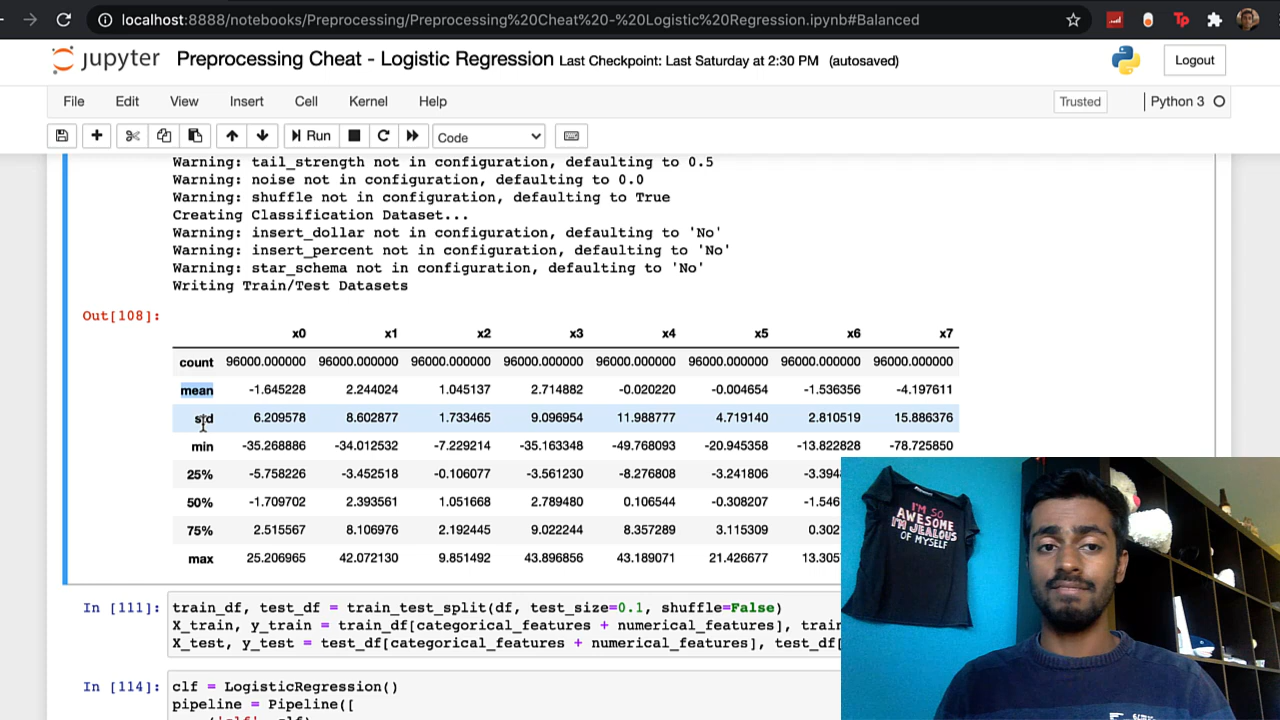 localhost:8888/notebooks/Preprocessing/Preprocessing%20Cheat%20-%20Logistic%20Regression.ipynb#Balanced
Tp
jupyter Preprocessing Cheat - Logistic Regression Last Checkpoint: Last Saturday at 2:30 PM (autosaved)
Logout
File Edit View Insert Cell Kernel Help Trusted Python 3
Run Code
Warning: tail_strength not in configuration, defaulting to 0.5
Warning: noise not in configuration, defaulting to 0.0
Warning: shuffle not in configuration, defaulting to True
Creating Classification Dataset...
Warning: insert_dollar not in configuration, defaulting to 'No'
Warning: insert_percent not in configuration, defaulting to 'No'
Warning: star_schema not in configuration, defaulting to 'No'
Writing Train/Test Datasets
Out[108]:
x0 x1 x2 x3 x4 x5 x6 x7
count 96000.000000 96000.000000 96000.000000 96000.000000 96000.000000 96000.000000 96000.000000 96000.000000
mean -1.645228 2.244024 1.045137 2.714882 -0.020220 -0.004654 -1.536356 -4.197611
std 6.209578 8.602877 1.733465 9.096954 11.988777 4.719140 2.810519 15.886376
min -35.268886 -34.012532 -7.229214 -35.163348 -49.768093 -20.945358 -13.822828 -78.725850
25% -5.758226 -3.452518 -0.106077 -3.561230 -8.276808 -3.241806 -3.394
50% -1.709702 2.393561 1.051668 2.789480 0.106544 -0.308207 -1.546
75% 2.515567 8.106976 2.192445 9.022244 8.357289 3.115309 0.302
max 25.206965 42.072130 9.851492 43.896856 43.189071 21.426677 13.305
In [111]: train_df, test_df = train_test_split(df, test_size=0.1, shuffle=False)
X_train, y_train = train_df[categorical_features + numerical_features], train
X_test, y_test = test_df[categorical_features + numerical_features], test_df[
In [114]: clf = LogisticRegression()
pipeline = Pipeline([
('clf', clf)
I'M SO
AWESOME
I'M JEALOUS
OF MYSELF